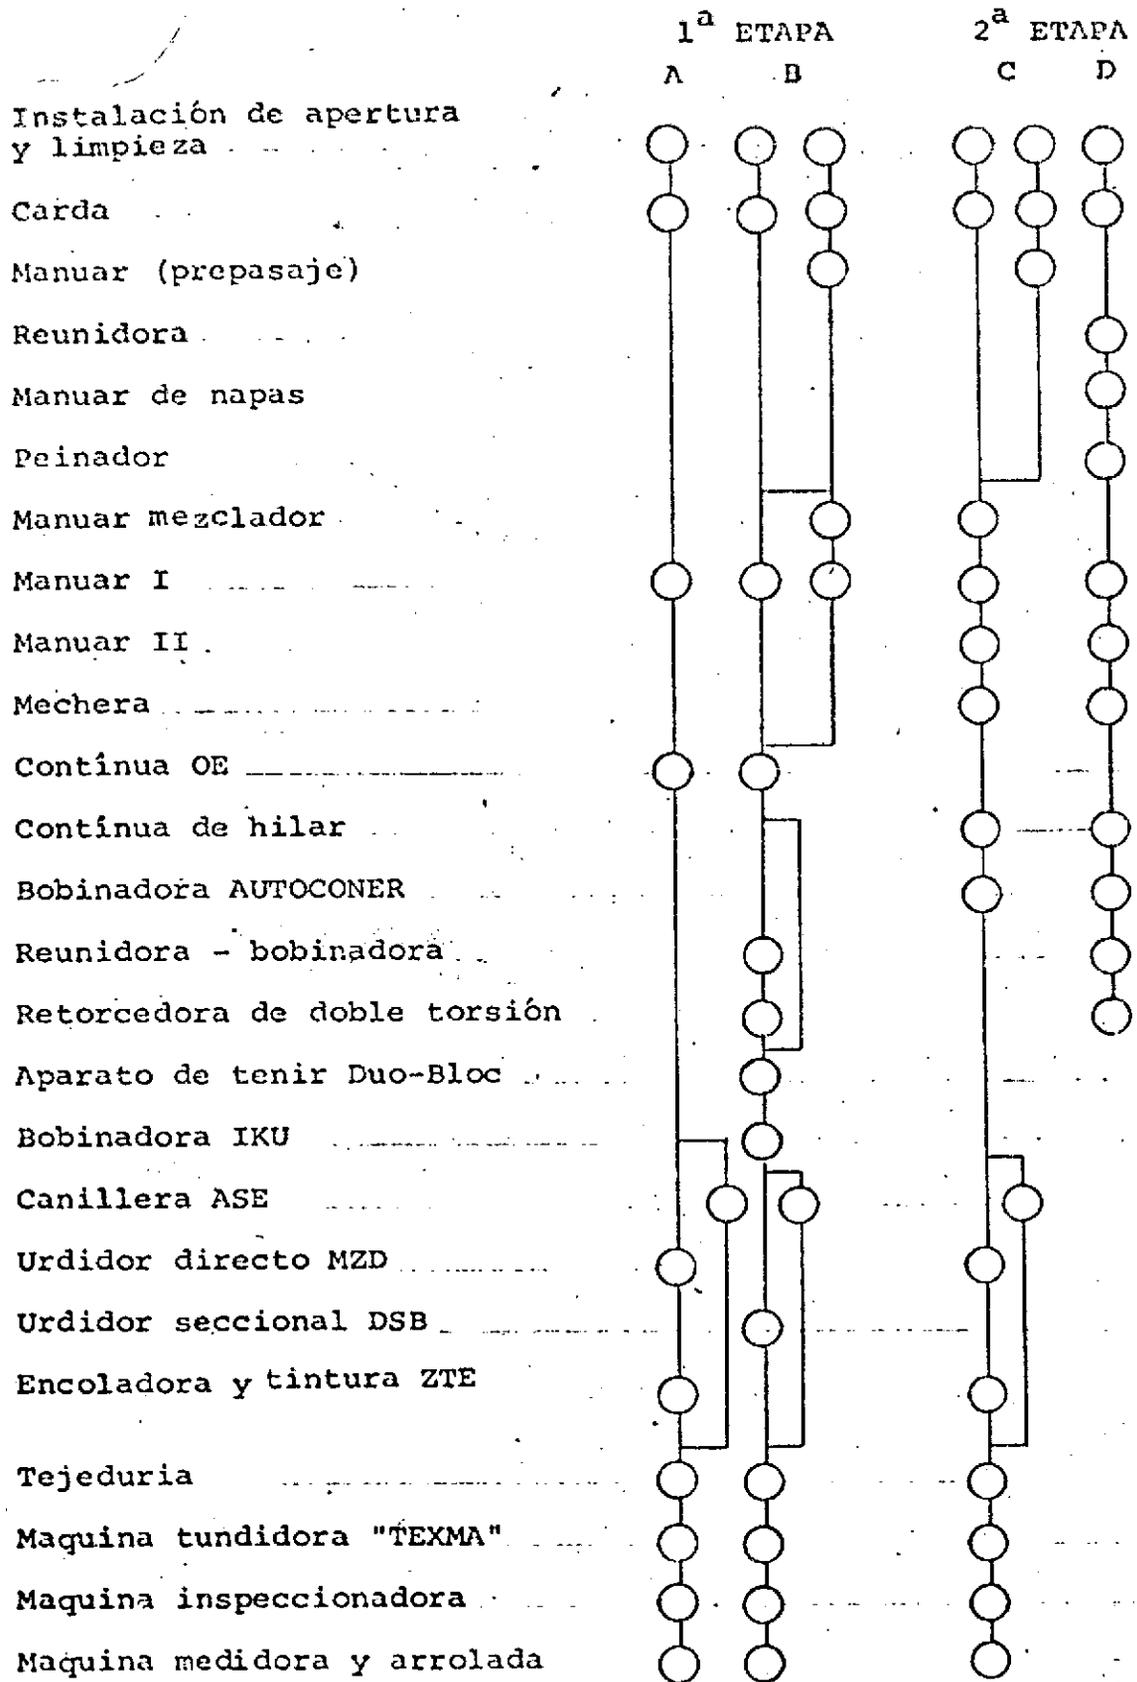 1ª ETAPA 2ª ETAPA
A B C D
Instalación de apertura
y limpieza
Carda
Manuar (prepasaje)
Reunidora
Manuar de napas
Peinador
Manuar mezclador
Manuar I
Manuar II
Mechera
Contínua OE
Contínua de hilar
Bobinadora AUTOCONER
Reunidora - bobinadora
Retorcedora de doble torsión
Aparato de tenir Duo-Bloc
Bobinadora IKU
Canillera ASE
Urdidor directo MZD
Urdidor seccional DSB
Encoladora y tintura ZTE
Tejeduria
Maquina tundidora "TEXMA"
Maquina inspeccionadora
Maquina medidora y arrolada